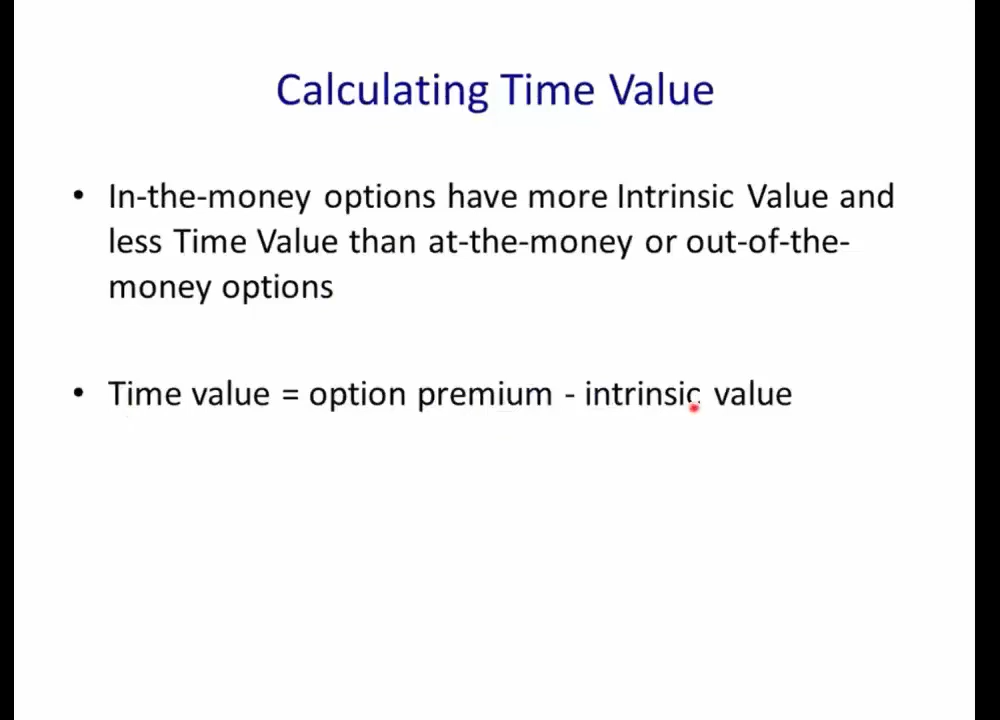 Calculating Time Value
• In-the-money options have more Intrinsic Value and
less Time Value than at-the-money or out-of-the-
money options
• Time value = option premium - intrinsic value